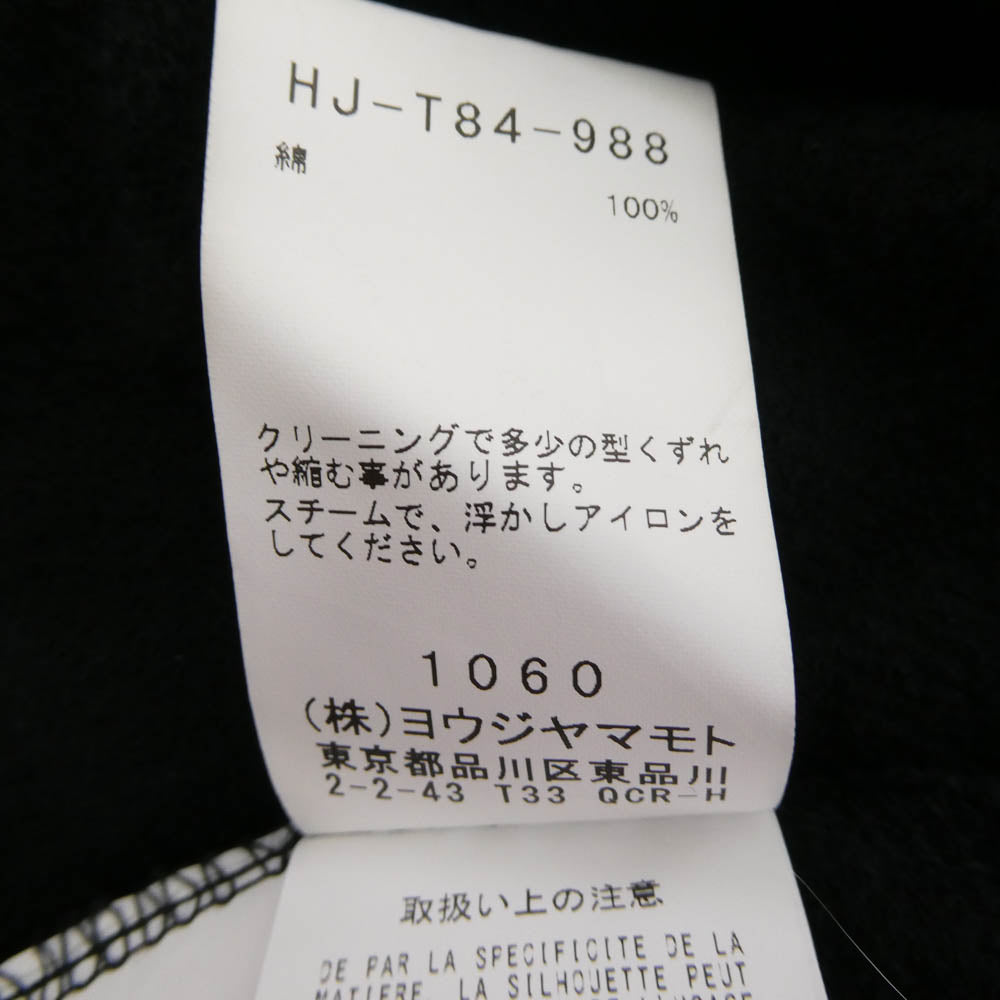 HJ-T84-988
綿
100%
クリーニングで多少の型くずれ
や縮む事があります。
スチームで、浮かしアイロンを
してください。
1060
(株)ヨウジヤマモト
東京都品川区東品川
2-2-43 T33 QCR-H
取扱い上の注意
DE PAR LA SPECIFICITE DE LA
MATIERE, LA SILHOUETTE PEUT